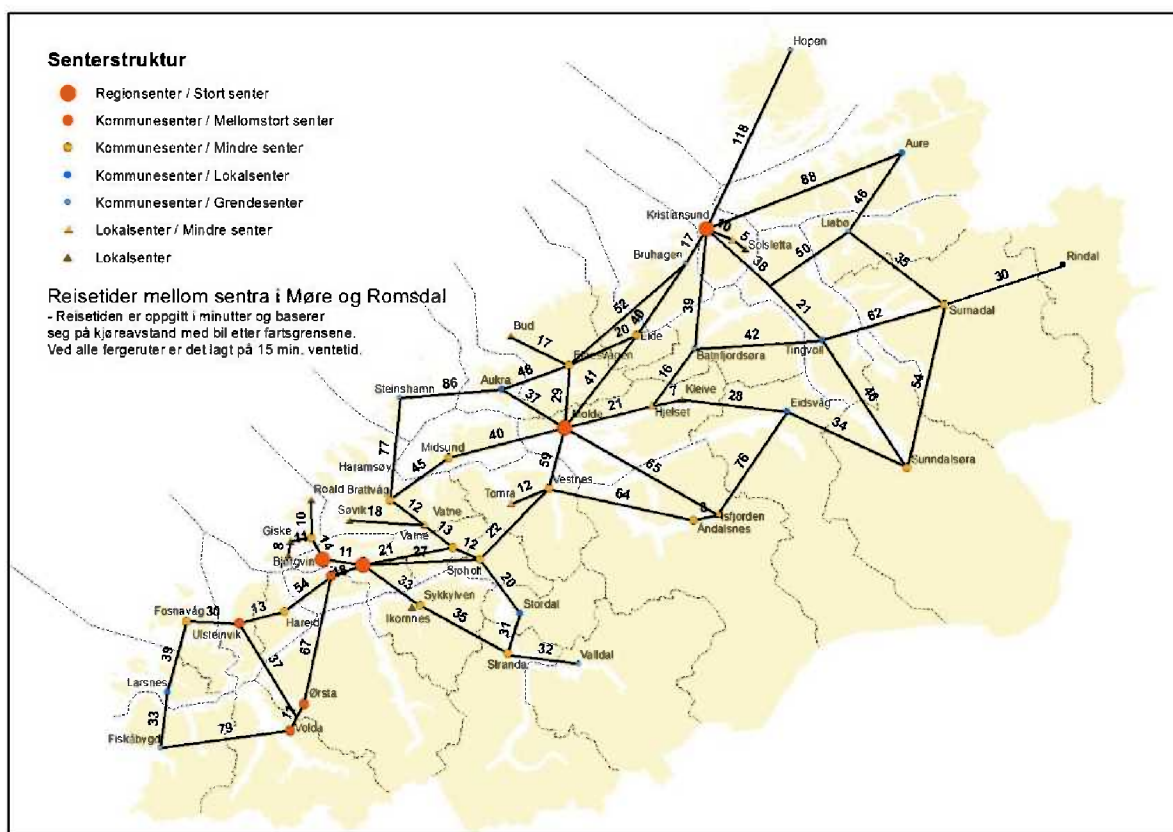 Senterstruktur
Regionsenter / Stort senter
Kommunesenter / Mellomstort senter
Kommunesenter / Mindre senter
Kommunesenter / Lokalsenter
Kommunesenter / Grendesenter
Lokalsenter / Mindre senter
Lokalsenter
Reisetider mellom sentra i Møre og Romsdal
- Reisetiden er oppgitt i minutter og baserer
seg på kjøreavstand med bil etter fartsgrensene.
Ved alle fergeruter er det lagt på 15 min. ventetid.
Hopen
118
Aure
88
46
Kristiansund
10
5
Solsletta
Liabø
17
Bruhagen
38
50
35
Rindal
30
52
40
39
21
Surnadal
Bud
17
20
Eide
42
62
Batnfjordsøra
Tingvoll
54
Steinshamn
86
Aukra
48
41
16
Kleive
7
28
Eidsvåg
37
29
Molde
21
Hjelset
48
34
Sunndalsøra
77
Midsund
40
45
59
65
76
Haramsøy
Roald
Brattvåg
Tomra
12
Vestnes
64
8
Isfjorden
Åndalsnes
10
Søvik
18
12
Vatne
Vatne
13
22
Giske
11
14
8
11
21
27
12
Sjøholt
18
33
20
54
Sykkylven
Ikornnes
35
Stordal
31
Fosnavåg
30
13
Ulsteinvik
Hareid
67
Stranda
32
Valldal
39
37
Larsnes
Ørsta
33
Volda
79
Fiskåbygd